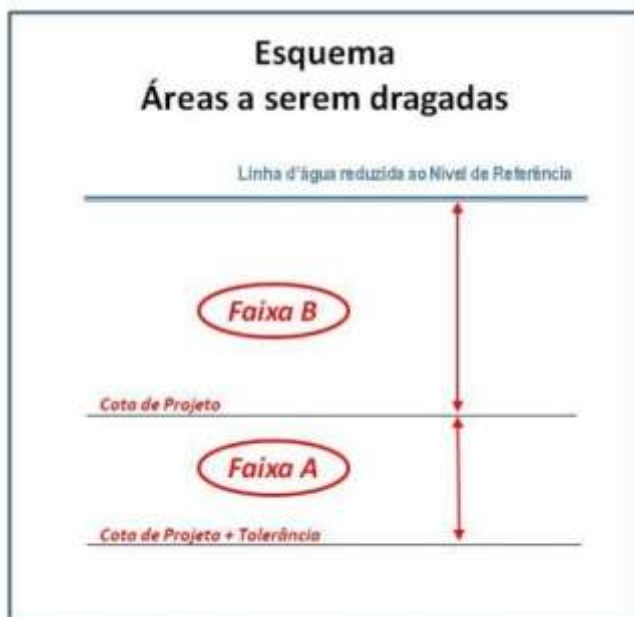 Esquema
Áreas a serem dragadas
Linha d'água reduzida ao Nivel de Referência
Faixa B
Cota de Projeto
Faixa A
Cota de Projeto + Tolerância